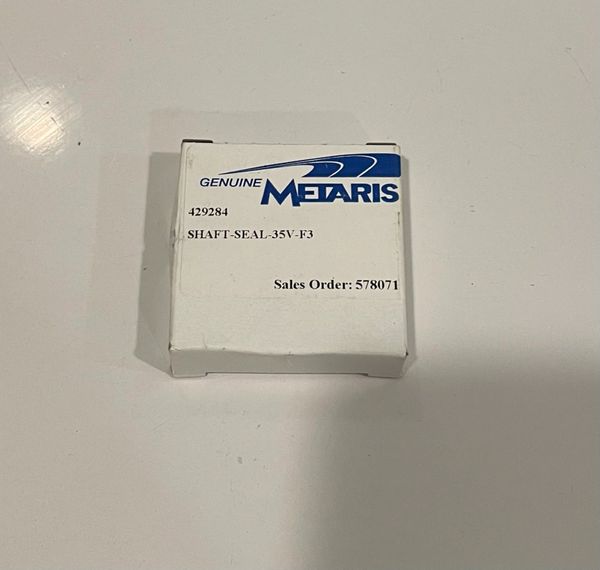 GENUINE METARIS
429284
SHAFT-SEAL-35V-F3
Sales Order: 578071